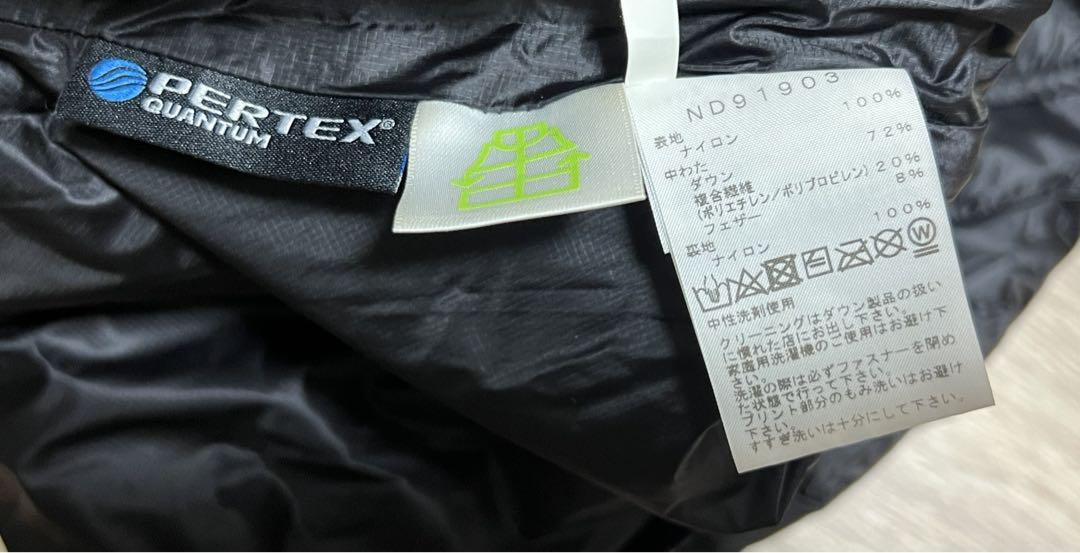 PERTEX®
QUANTUM
ND91903
表地
ナイロン 100%
中わた
ダウン 72%
複合繊維
(ポリエチレン/ポリプロピレン) 20%
フェザー 8%
裏地
ナイロン 100%
中性洗剤使用
クリーニングはダウン製品の扱い
に慣れた店にお出し下さい。
家庭用洗濯機のご使用はお避け下
さい。
洗濯の際は必ずファスナーを閉め
た状態で行って下さい。
プリント部分のもみ洗いはお避け
下さい。
すすぎ洗いは十分にして下さい。